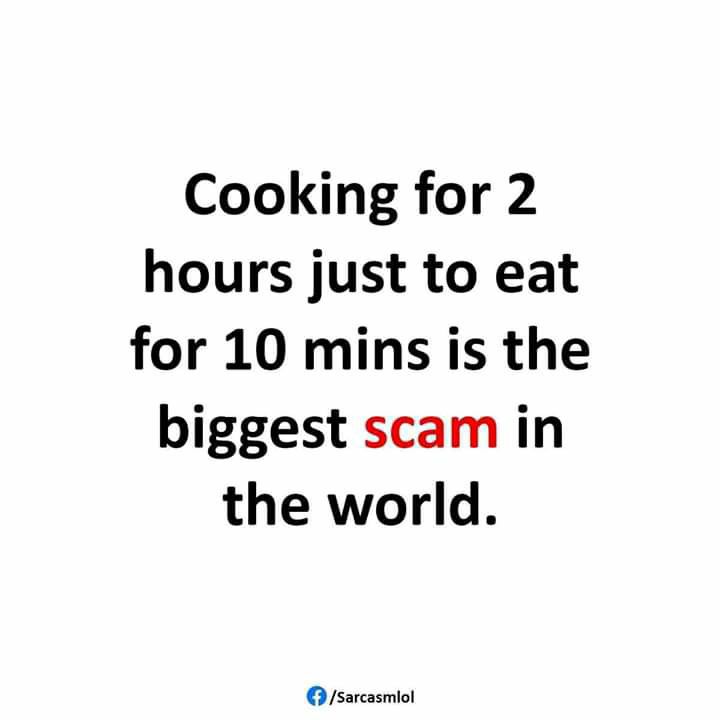 Cooking for 2
hours just to eat
for 10 mins is the
biggest scam in
the world.
/Sarcasmlol